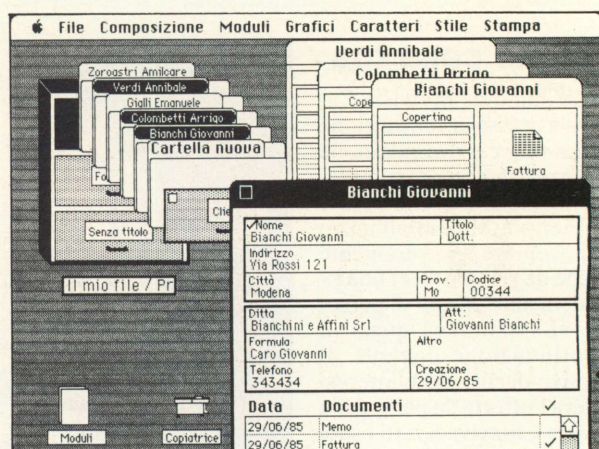 File Composizione Moduli Grafici Caratteri Stile Stampa
Verdi Annibale
Colombetti Arrigo
Bianchi Giovanni
Copertina
Fattura
Zoroastri Amilcare
Verdi Annibale
Gialli Emanuele
Colombetti Arrigo
Bianchi Giovanni
Cartella nuova
Senza titolo
Il mio file / Pr
Moduli
Copiatrice
Bianchi Giovanni
Nome Titolo
Bianchi Giovanni Dott.
Indirizzo
Via Rossi 121
Città Prov. Codice
Modena Mo 00344
Ditta Att:
Bianchini e Affini Srl Giovanni Bianchi
Formula Altro
Caro Giovanni
Telefono Creazione
343434 29/06/85
Data Documenti
29/06/85 Memo
29/06/85 Fattura